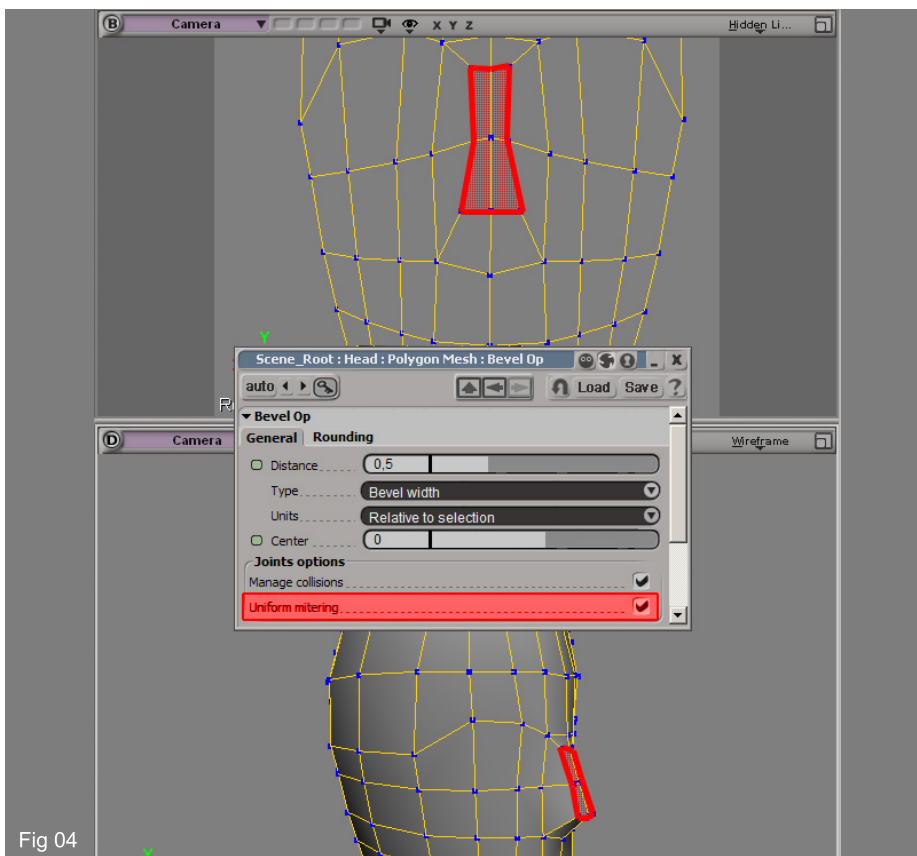 B Camera X Y Z Hidden Li...
Y
Scene_Root : Head : Polygon Mesh : Bevel Op
auto Load Save ?
R
Bevel Op
General Rounding
Distance 0,5
Type Bevel width
Units Relative to selection
Center 0
Joints options
Manage collisions
Uniform mitering
D Camera Wireframe
Fig 04
Y